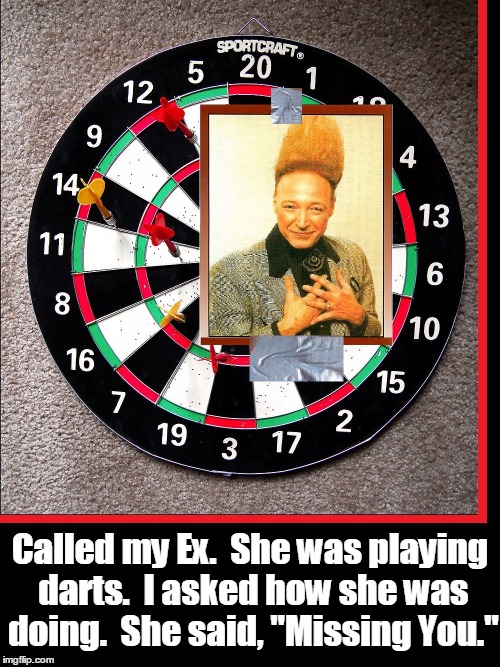 SPORTCRAFT®
5 20 1
12
9
4
14
13
11
6
8
10
16
15
7
2
19
3
17
Called my Ex. She was playing
darts. I asked how she was
doing. She said, "Missing You."
imgflip.com